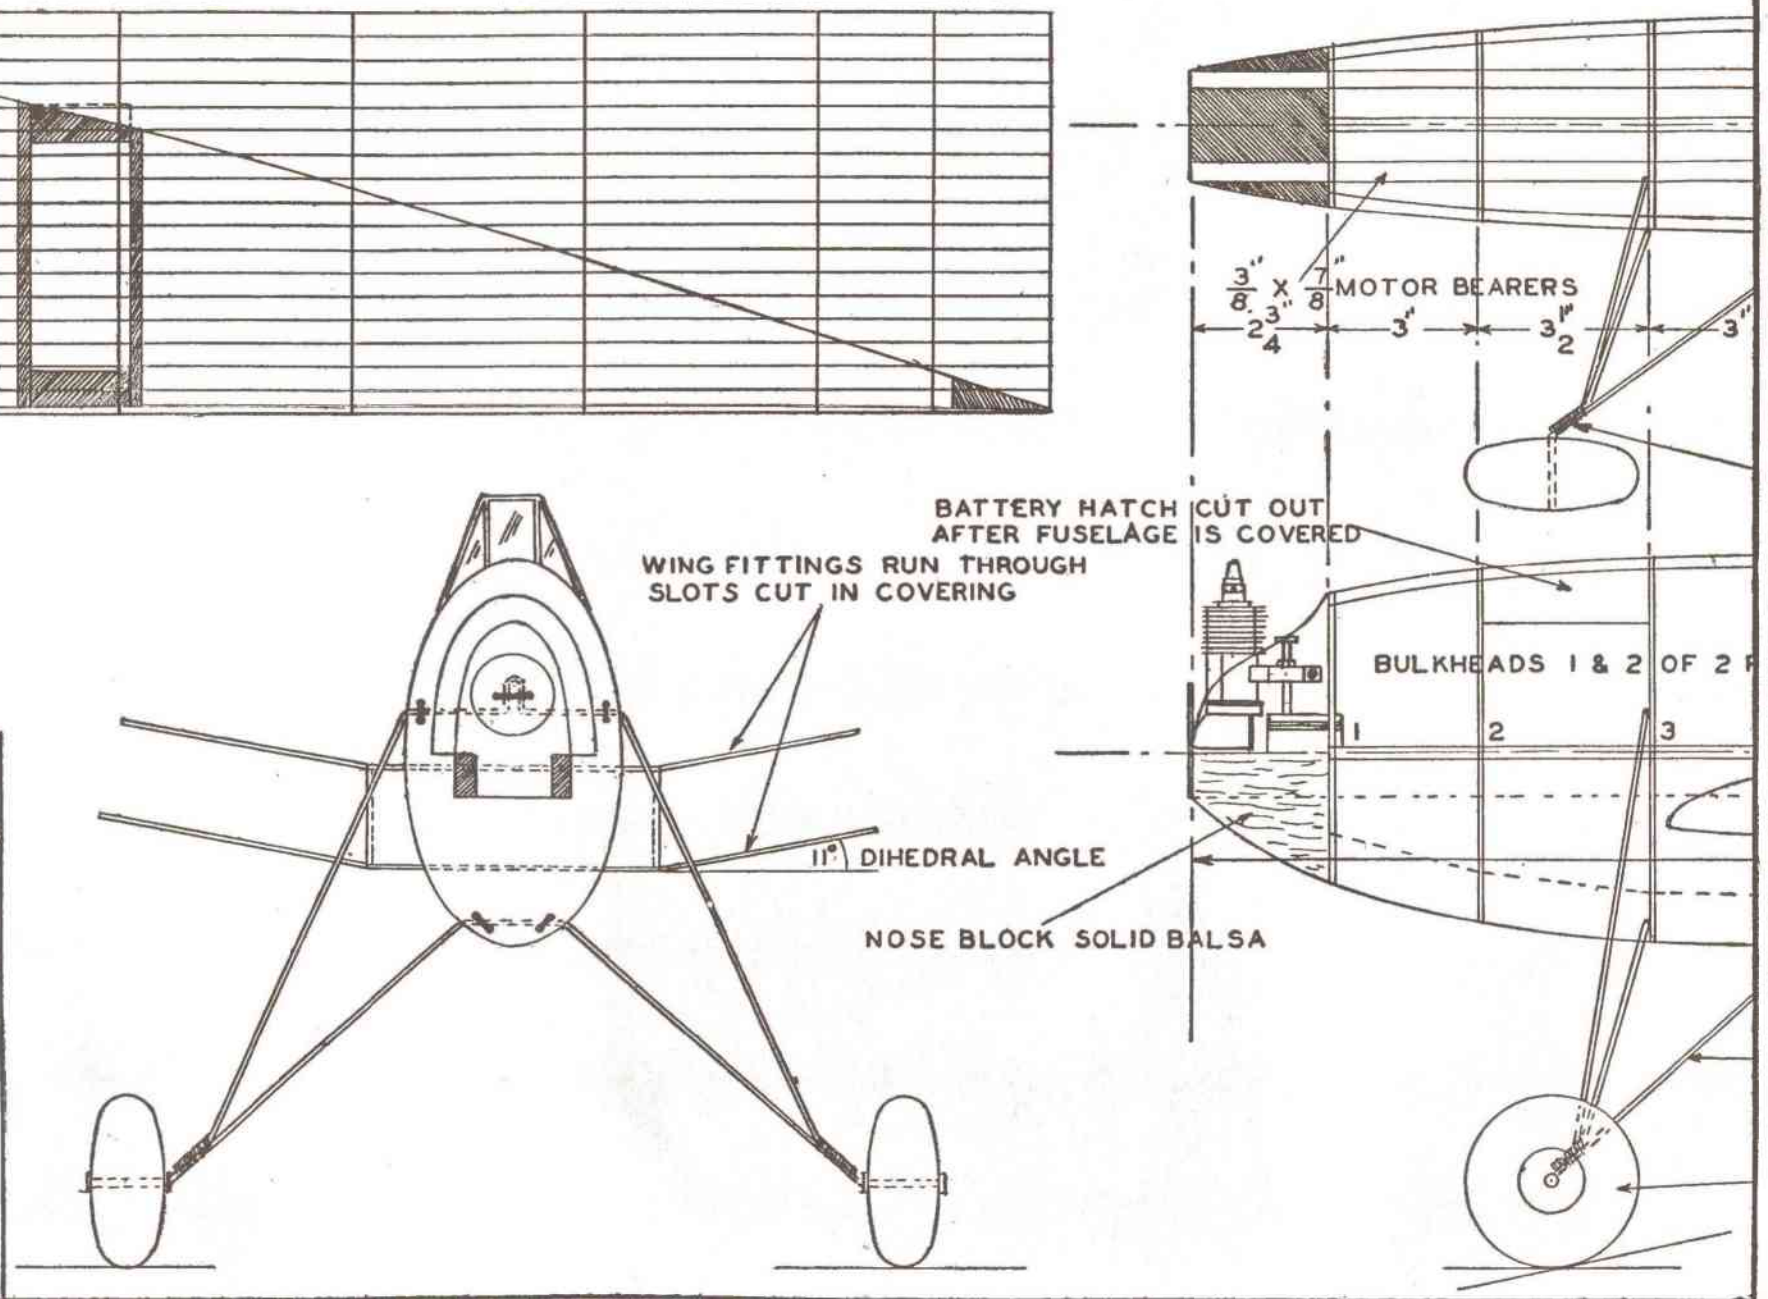 3/8" X 7/8" MOTOR BEARERS
2 3/4" 3" 3 1/2" 3"
BATTERY HATCH CUT OUT
AFTER FUSELAGE IS COVERED
WING FITTINGS RUN THROUGH
SLOTS CUT IN COVERING
BULKHEADS 1 & 2 OF 2
1 2 3
11° DIHEDRAL ANGLE
NOSE BLOCK SOLID BALSA